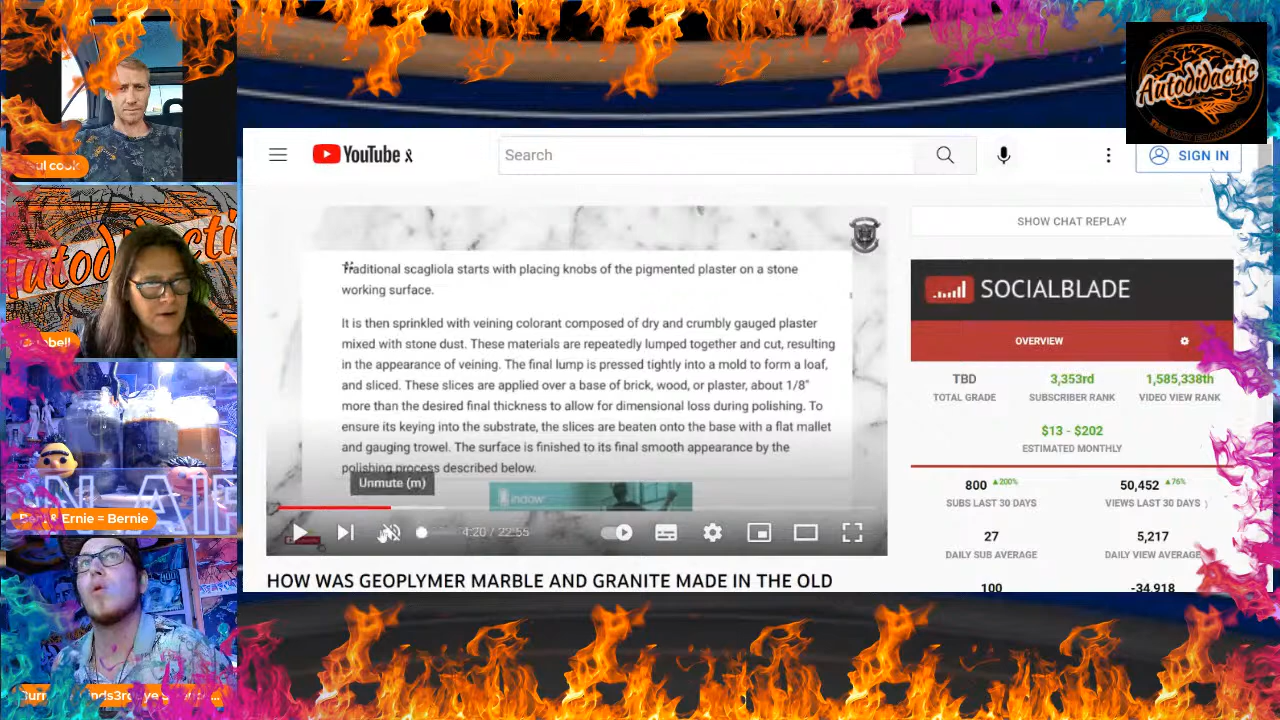 Autodidactic
YouTube
Search
SIGN IN
SHOW CHAT REPLAY
Traditional scagliola starts with placing knobs of the pigmented plaster on a stone
working surface.
It is then sprinkled with veining colorant composed of dry and crumbly gauged plaster
mixed with stone dust. These materials are repeatedly lumped together and cut, resulting
in the appearance of veining. The final lump is pressed tightly into a mold to form a loaf,
and sliced. These slices are applied over a base of brick, wood, or plaster, about 1/8"
more than the desired final thickness to allow for dimensional loss during polishing. To
ensure its keying into the substrate, the slices are beaten onto the base with a flat mallet
and gauging trowel. The surface is finished to its final smooth appearance by the
polishing process described below.
Unmute (m)
4:20 / 22:55
HOW WAS GEOPLYMER MARBLE AND GRANITE MADE IN THE OLD
SOCIALBLADE
OVERVIEW
TBD
TOTAL GRADE
3,353rd
SUBSCRIBER RANK
1,585,338th
VIDEO VIEW RANK
$13 - $202
ESTIMATED MONTHLY
800 ▲200%
SUBS LAST 30 DAYS
50,452 ▲76%
VIEWS LAST 30 DAYS
27
DAILY SUB AVERAGE
5,217
DAILY VIEW AVERAGE
100
-34,918
cook
Ernie = Bernie